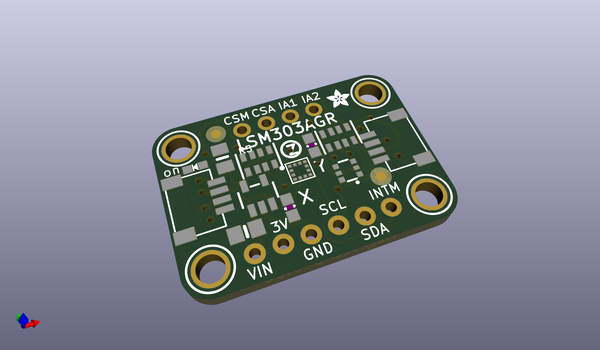 CSM CSA IA1 IA2
LSM303AGR
on
Z
Y
X
3V SCL INTM
VIN GND SDA